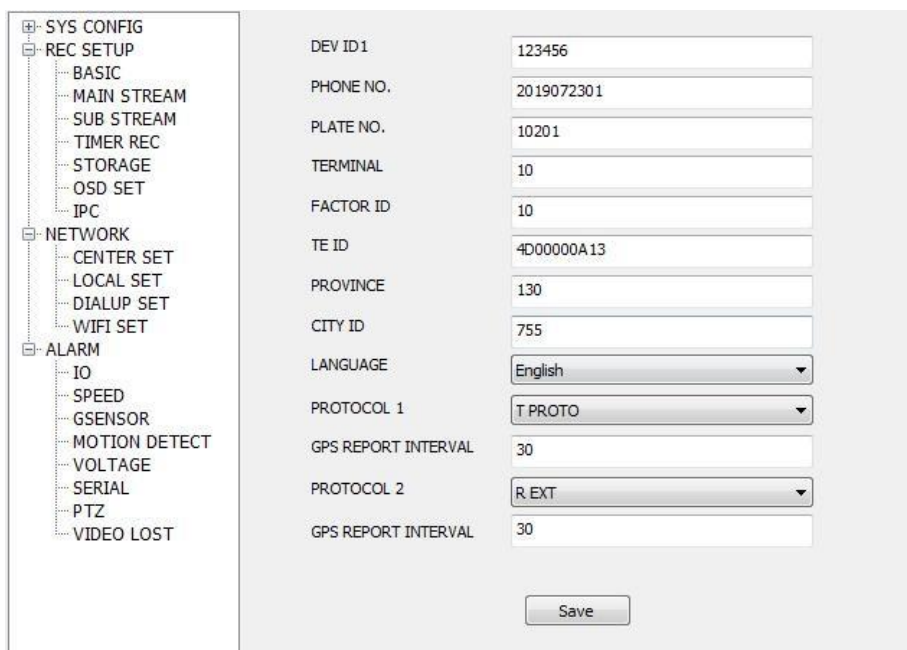 SYS CONFIG
REC SETUP
BASIC
MAIN STREAM
SUB STREAM
TIMER REC
STORAGE
OSD SET
IPC
NETWORK
CENTER SET
LOCAL SET
DIALUP SET
WIFI SET
ALARM
IO
SPEED
GSENSOR
MOTION DETECT
VOLTAGE
SERIAL
PTZ
VIDEO LOST
DEV ID1 123456
PHONE NO. 2019072301
PLATE NO. 10201
TERMINAL 10
FACTOR ID 10
TE ID 4D00000A13
PROVINCE 130
CITY ID 755
LANGUAGE English
PROTOCOL 1 T PROTO
GPS REPORT INTERVAL 30
PROTOCOL 2 R EXT
GPS REPORT INTERVAL 30
Save